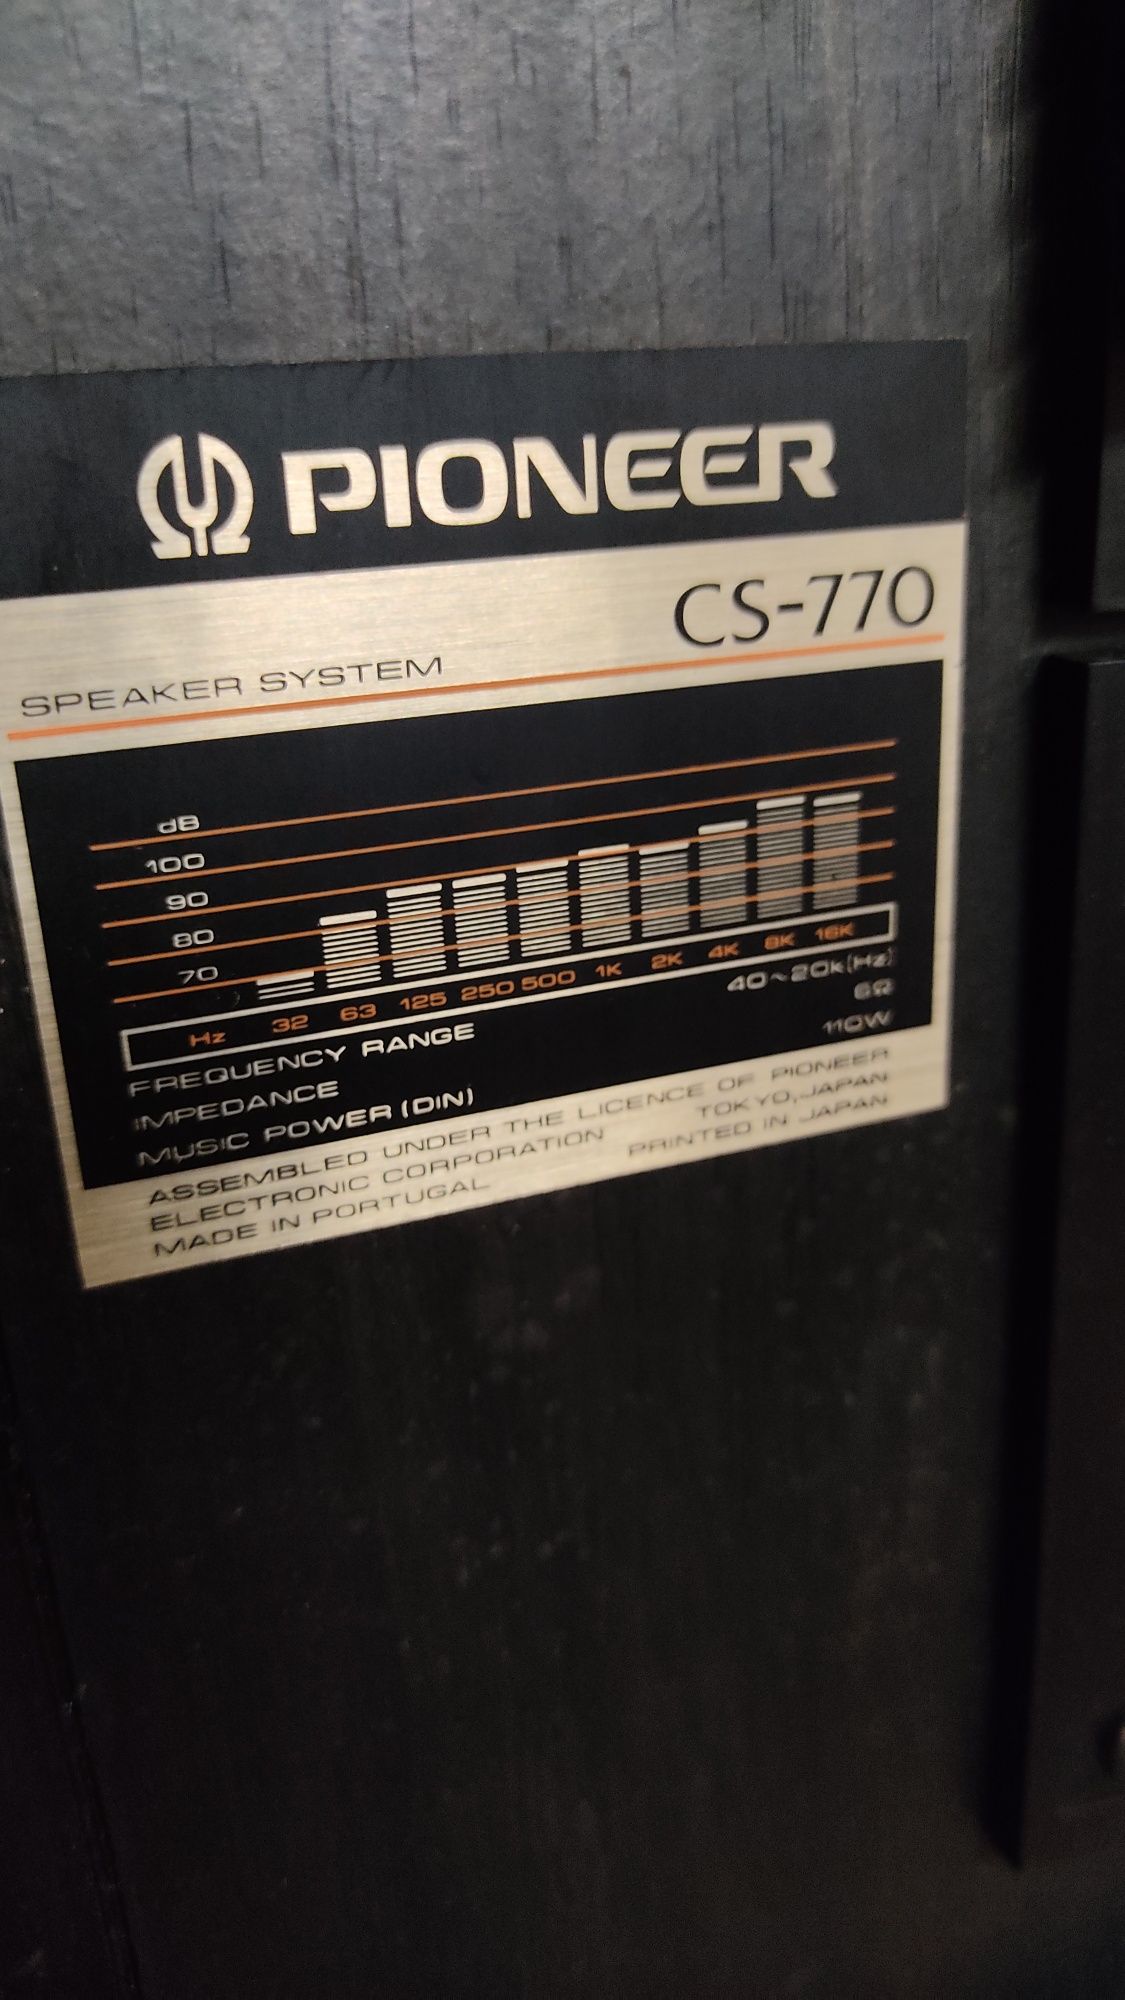 PIONEER
CS-770
SPEAKER SYSTEM
dB
100
90
80
70
Hz 32 63 125 250 500 1K 2K 4K 8K 16K
FREQUENCY RANGE 40~20k(Hz)
IMPEDANCE 6Ω
MUSIC POWER (DIN) 110W
ASSEMBLED UNDER THE LICENCE OF PIONEER
ELECTRONIC CORPORATION TOKYO, JAPAN
MADE IN PORTUGAL PRINTED IN JAPAN